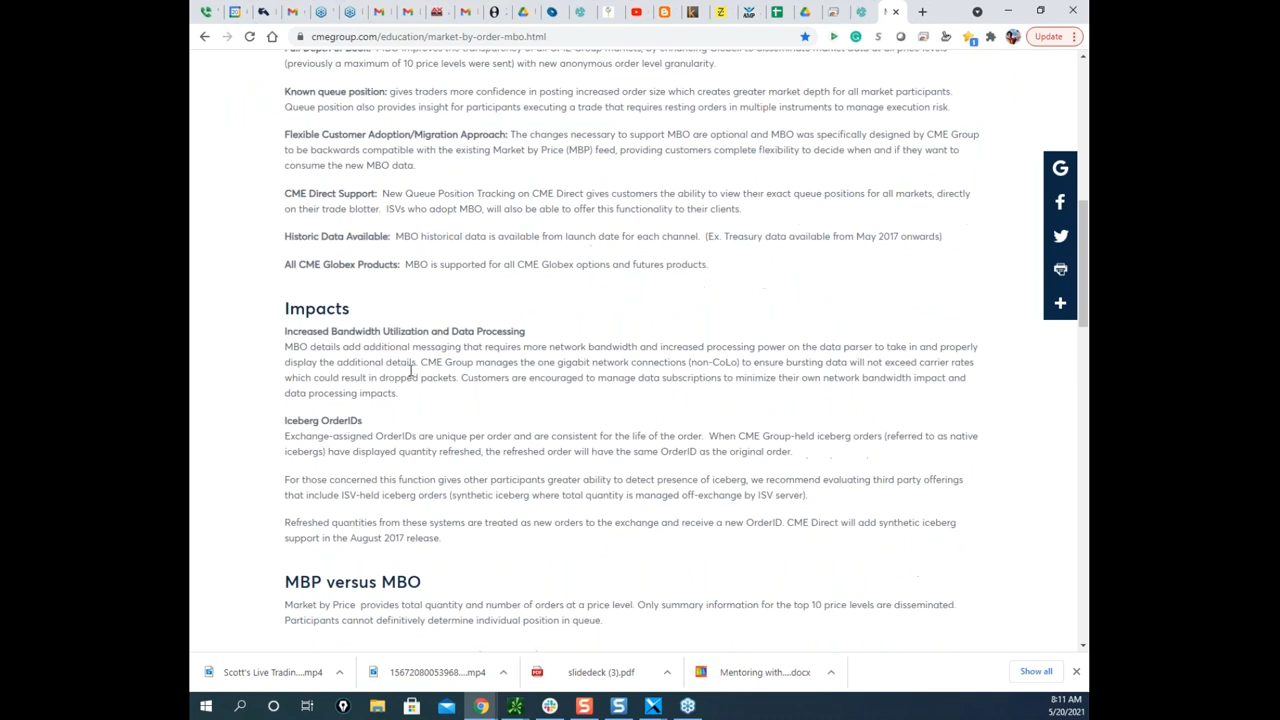 cmegroup.com/education/market-by-order-mbo.html
Update
(previously a maximum of 10 price levels were sent) with new anonymous order level granularity.
Known queue position: gives traders more confidence in posting increased order size which creates greater market depth for all market participants.
Queue position also provides insight for participants executing a trade that requires resting orders in multiple instruments to manage execution risk.
Flexible Customer Adoption/Migration Approach: The changes necessary to support MBO are optional and MBO was specifically designed by CME Group
to be backwards compatible with the existing Market by Price (MBP) feed, providing customers complete flexibility to decide when and if they want to
consume the new MBO data.
CME Direct Support: New Queue Position Tracking on CME Direct gives customers the ability to view their exact queue positions for all markets, directly
on their trade blotter. ISVs who adopt MBO, will also be able to offer this functionality to their clients.
Historic Data Available: MBO historical data is available from launch date for each channel. (Ex. Treasury data available from May 2017 onwards)
All CME Globex Products: MBO is supported for all CME Globex options and futures products.
Impacts
Increased Bandwidth Utilization and Data Processing
MBO details add additional messaging that requires more network bandwidth and increased processing power on the data parser to take in and properly
display the additional details. CME Group manages the one gigabit network connections (non-CoLo) to ensure bursting data will not exceed carrier rates
which could result in dropped packets. Customers are encouraged to manage data subscriptions to minimize their own network bandwidth impact and
data processing impacts.
Iceberg OrderIDs
Exchange-assigned OrderIDs are unique per order and are consistent for the life of the order. When CME Group-held iceberg orders (referred to as native
icebergs) have displayed quantity refreshed, the refreshed order will have the same OrderID as the original order.
For those concerned this function gives other participants greater ability to detect presence of iceberg, we recommend evaluating third party offerings
that include ISV-held iceberg orders (synthetic iceberg where total quantity is managed off-exchange by ISV server).
Refreshed quantities from these systems are treated as new orders to the exchange and receive a new OrderID. CME Direct will add synthetic iceberg
support in the August 2017 release.
MBP versus MBO
Market by Price provides total quantity and number of orders at a price level. Only summary information for the top 10 price levels are disseminated.
Participants cannot definitively determine individual position in queue.
Scott's Live Tradin....mp4
15672080053968....mp4
slidedeck (3).pdf
Mentoring with....docx
Show all
8:11 AM
5/20/2021